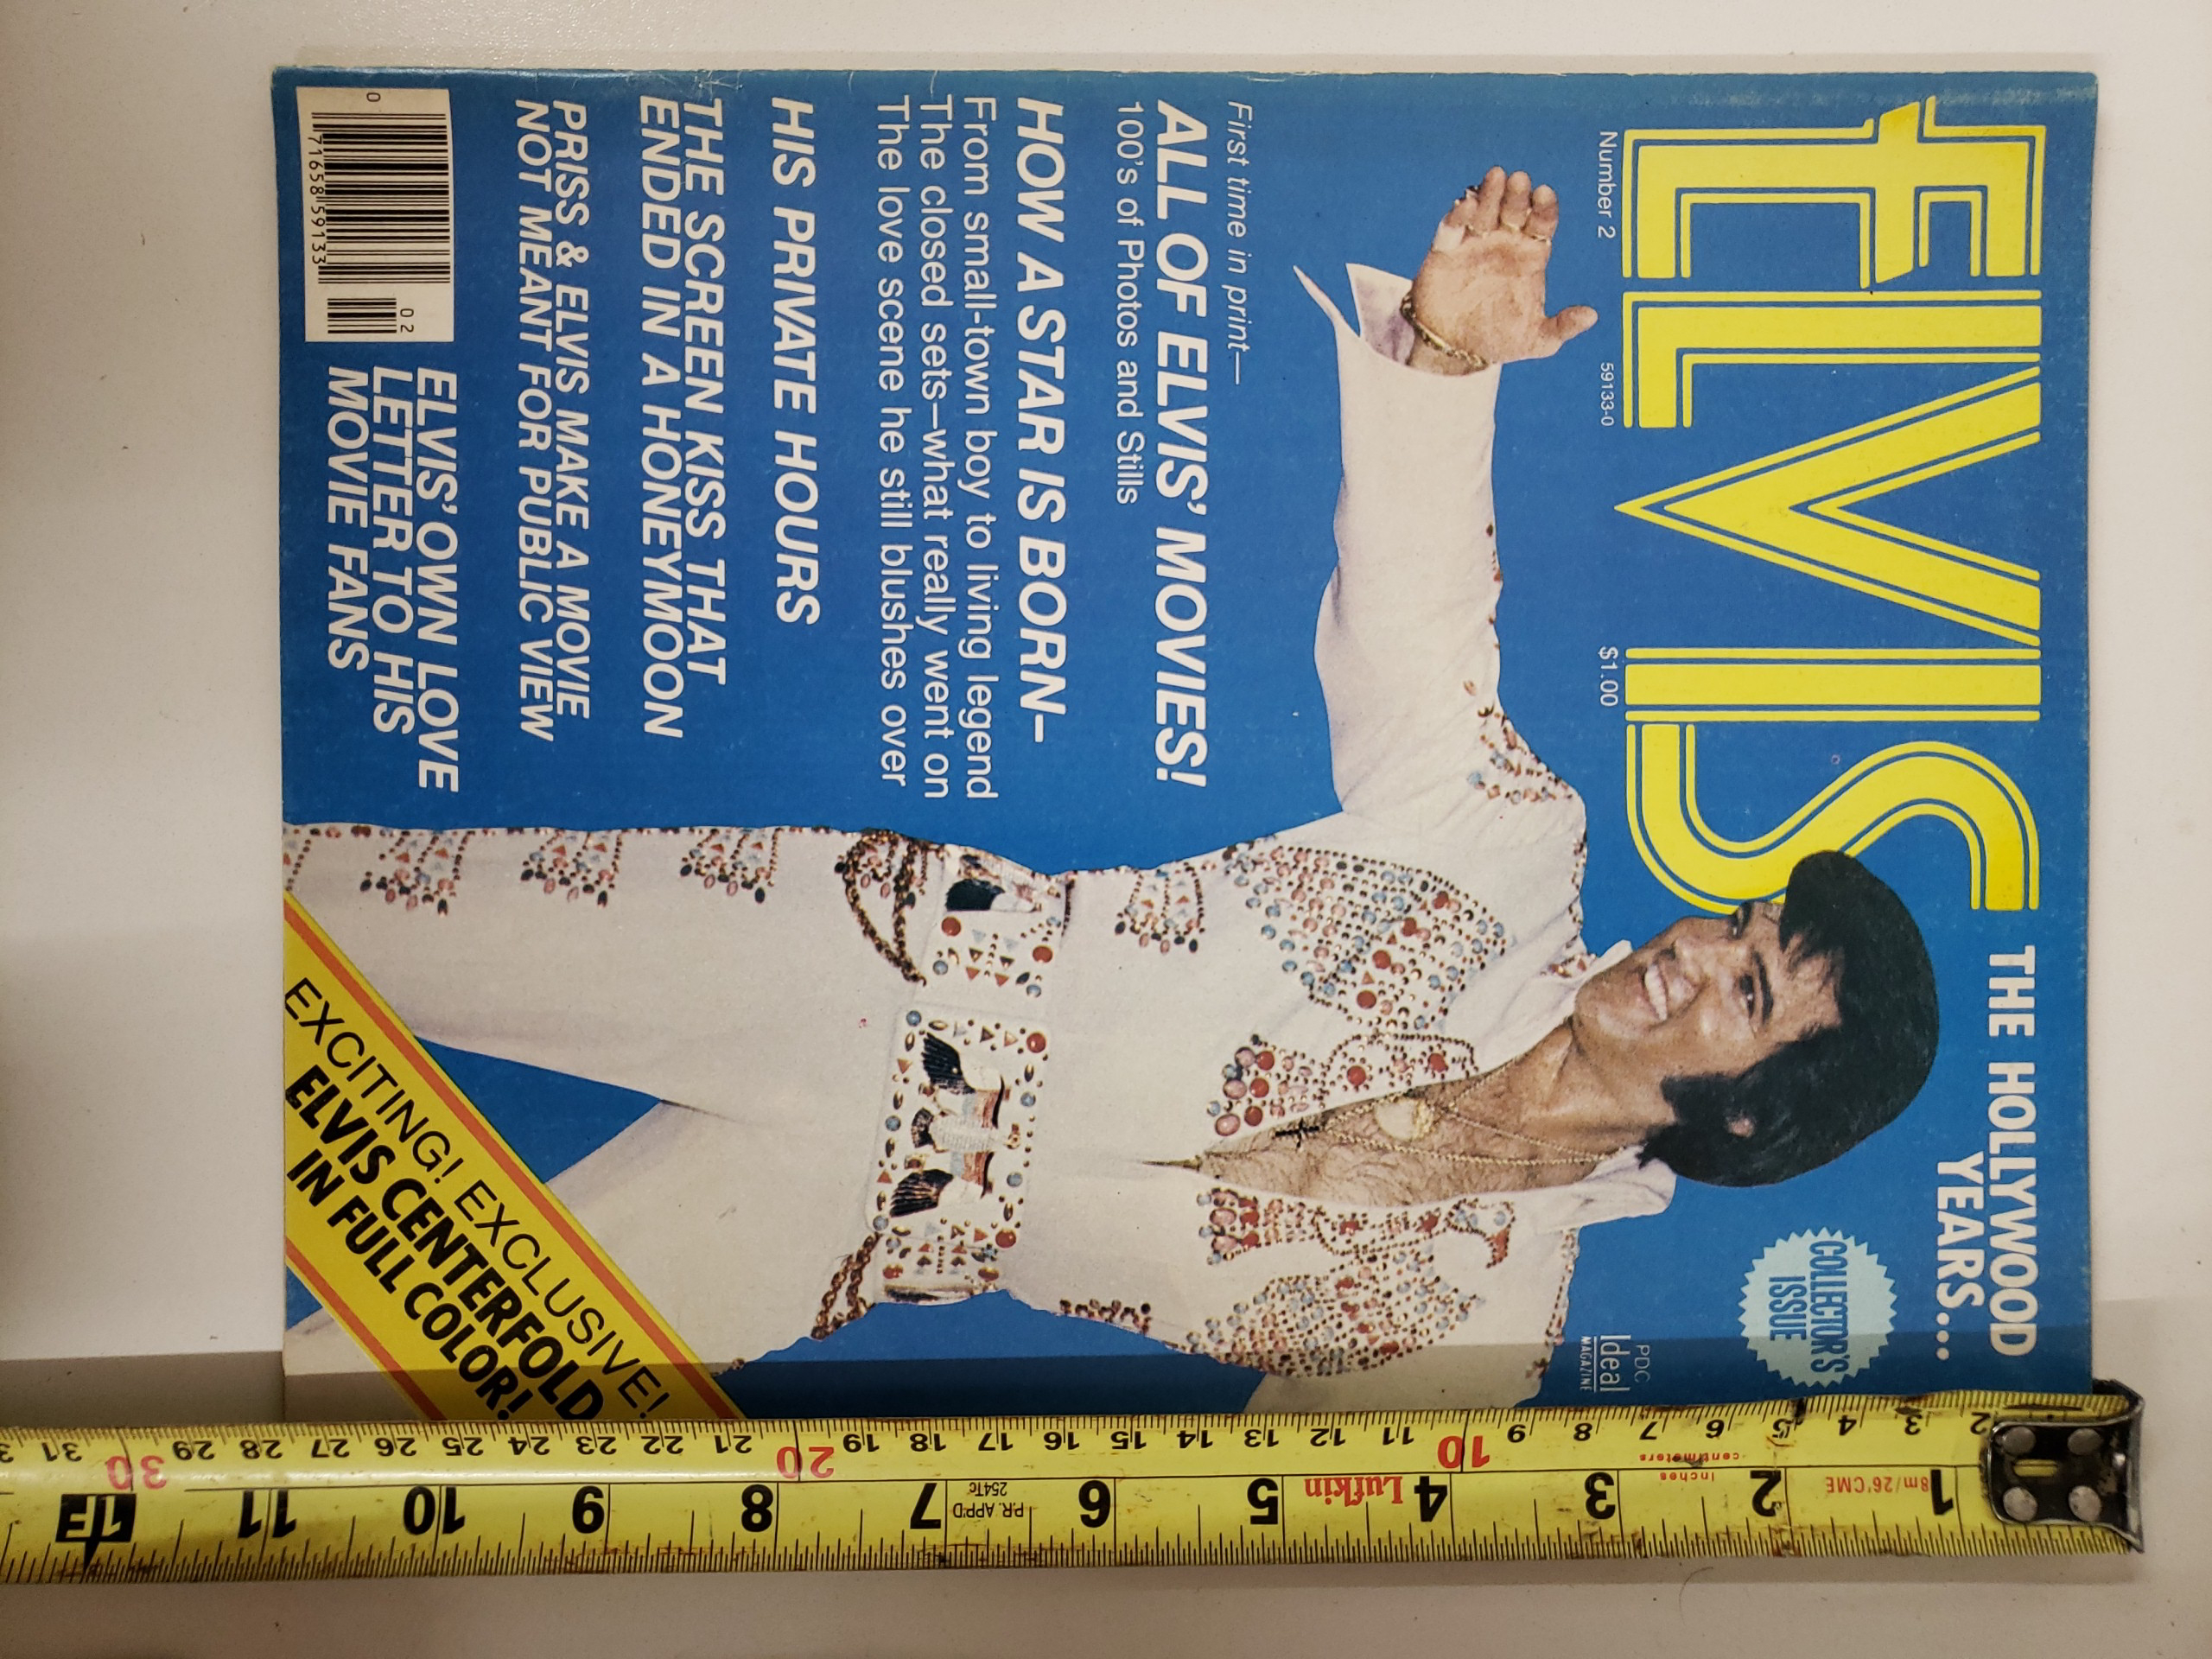 ELVIS
THE HOLLYWOOD
YEARS...
Number 2
59133-0
$1.00
COLLECTOR'S
ISSUE
PDC
Ideal
MAGAZINE
First time in print—
ALL OF ELVIS' MOVIES!
100's of Photos and Stills
HOW A STAR IS BORN–
From small-town boy to living legend
The closed sets—what really went on
The love scene he still blushes over
HIS PRIVATE HOURS
THE SCREEN KISS THAT
ENDED IN A HONEYMOON
PRISS & ELVIS MAKE A MOVIE
NOT MEANT FOR PUBLIC VIEW
ELVIS' OWN LOVE
LETTER TO HIS
MOVIE FANS
0
71658 59133
02
EXCITING! EXCLUSIVE!
ELVIS CENTERFOLD
IN FULL COLOR!
2 3 4 5 6 7 8 9 10 11 12 13 14 15 16 17 18 19 20 21 22 23 24 25 26 27 28 29 30 31
centimeters
inches
1 8m/26'CME 2 3 4 Lufkin 5 6 P.R. APP'D 254Tc 7 8 9 10 11 1F